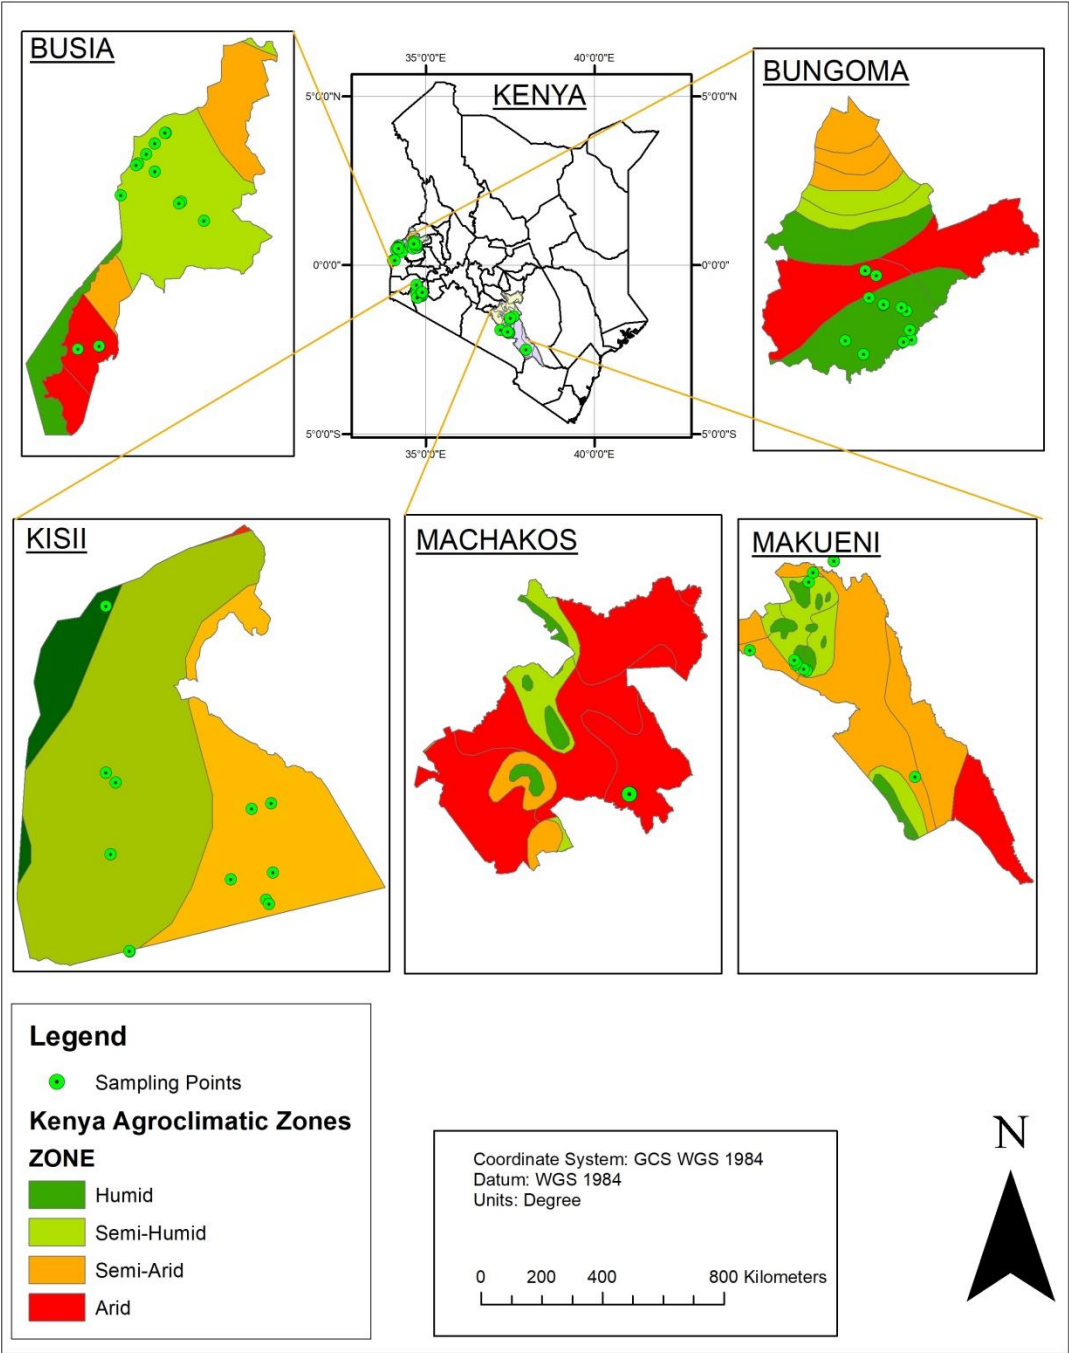 BUSIA
35°0'0"E
40°0'0"E
5°0'0"N
KENYA
5°0'0"N
BUNGOMA
0°0'0"
0°0'0"
5°0'0"S
5°0'0"S
35°0'0"E
40°0'0"E
KISII
MACHAKOS
MAKUENI
Legend
Sampling Points
Kenya Agroclimatic Zones
ZONE
Humid
Semi-Humid
Semi-Arid
Arid
Coordinate System: GCS WGS 1984
Datum: WGS 1984
Units: Degree
0 200 400 800 Kilometers
N